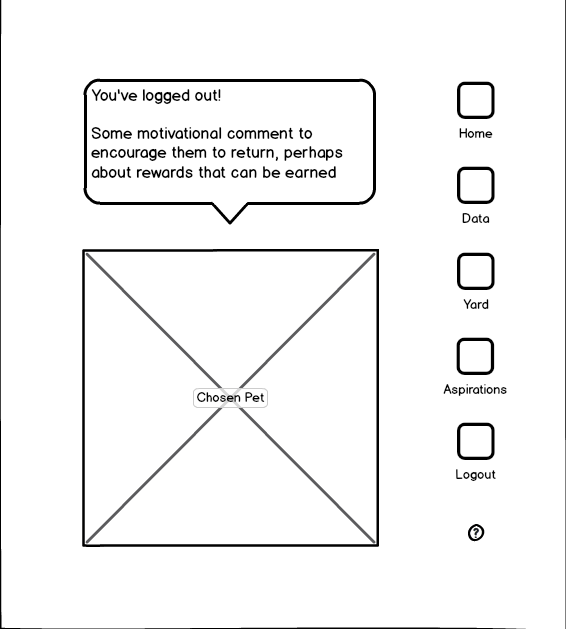 You've logged out!
Some motivational comment to
encourage them to return, perhaps
about rewards that can be earned
Chosen Pet
Home
Data
Yard
Aspirations
Logout
?